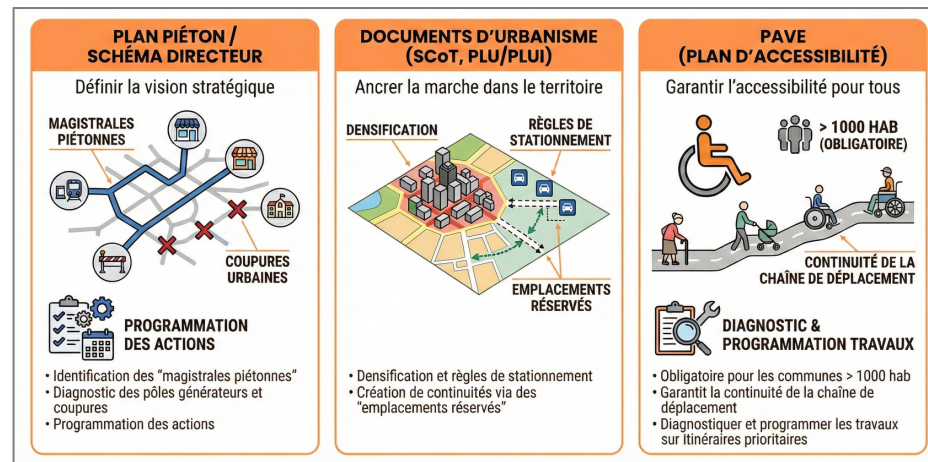 PLAN PIÉTON /
SCHÉMA DIRECTEUR
Définir la vision stratégique
MAGISTRALES
PIÉTONNES
COUPURES
URBAINES
PROGRAMMATION
DES ACTIONS
• Identification des “magistrales piétonnes”
• Diagnostic des pôles générateurs et
coupures
• Programmation des actions
DOCUMENTS D’URBANISME
(SCoT, PLU/PLUI)
Ancrer la marche dans le territoire
DENSIFICATION
RÈGLES DE
STATIONNEMENT
EMPLACEMENTS
RÉSERVÉS
• Densification et règles de stationnement
• Création de continuités via des
“emplacements réservés”
PAVE
(PLAN D’ACCESSIBILITÉ)
Garantir l’accessibilité pour tous
> 1000 HAB
(OBLIGATOIRE)
CONTINUITÉ DE LA
CHAÎNE DE DÉPLACEMENT
DIAGNOSTIC &
PROGRAMMATION TRAVAUX
• Obligatoire pour les communes > 1000 hab
• Garantit la continuité de la chaîne de
déplacement
• Diagnostiquer et programmer les travaux
sur itinéraires prioritaires